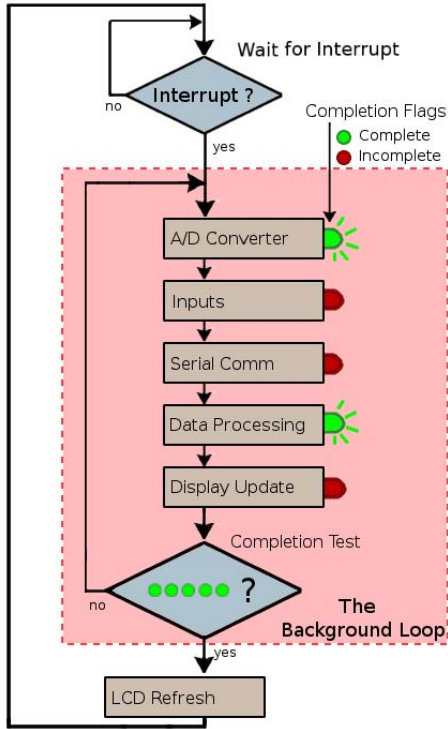 Wait for Interrupt
Interrupt ?
no
yes
Completion Flags
Complete
Incomplete
A/D Converter
Inputs
Serial Comm
Data Processing
Display Update
Completion Test
?
no
The
Background Loop
yes
LCD Refresh